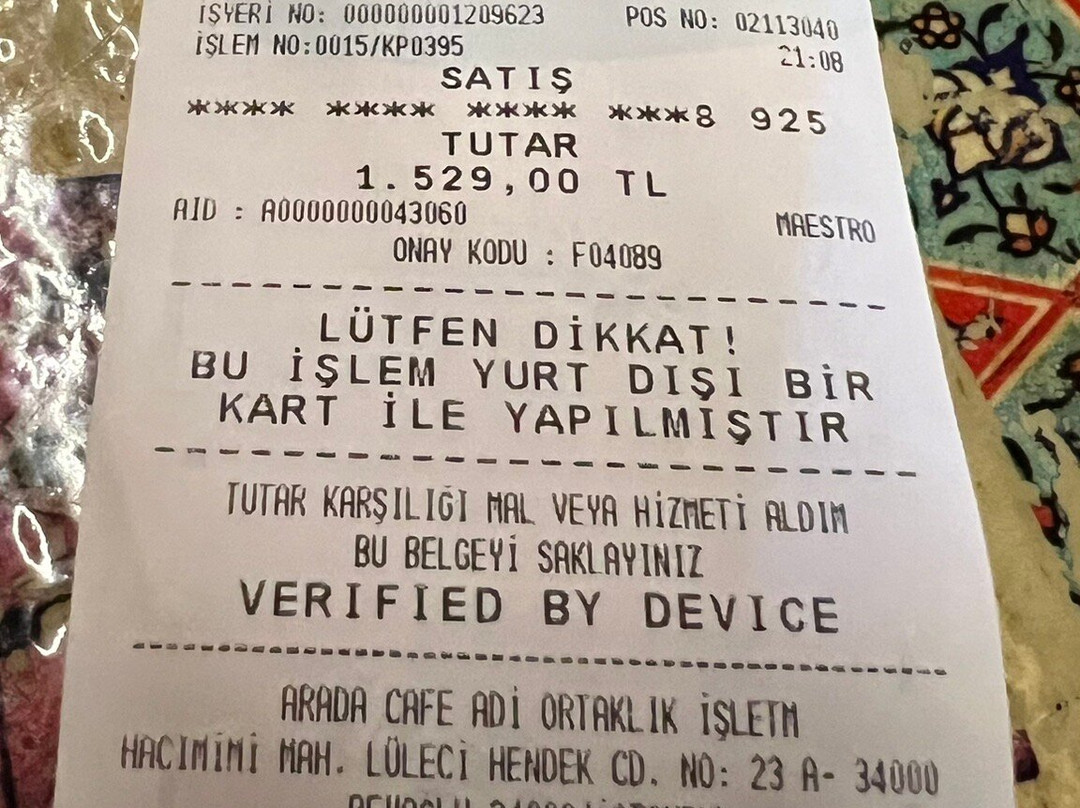 İŞYERİ NO: 000000001209623 POS NO: 02113040
İŞLEM NO:0015/KP0395 21:08
SATIŞ
**** **** **** ***8 925
TUTAR
1.529,00 TL
AID : A0000000043060 MAESTRO
ONAY KODU : F04089
LÜTFEN DİKKAT!
BU İŞLEM YURT DIŞI BİR
KART İLE YAPILMIŞTIR
TUTAR KARŞILIĞI MAL VEYA HİZMETİ ALDIM
BU BELGEYİ SAKLAYINIZ
VERIFIED BY DEVICE
ARADA CAFE ADİ ORTAKLIK İŞLETM
HACIMIMI MAH. LÜLECİ HENDEK CD. NO: 23 A- 34000